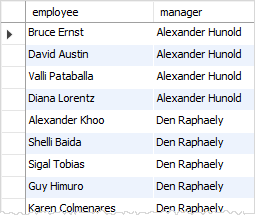 employee manager
Bruce Ernst Alexander Hunold
David Austin Alexander Hunold
Valli Pataballa Alexander Hunold
Diana Lorentz Alexander Hunold
Alexander Khoo Den Raphaely
Shelli Baida Den Raphaely
Sigal Tobias Den Raphaely
Guy Himuro Den Raphaely
Karen Colmenares Den Raphaely